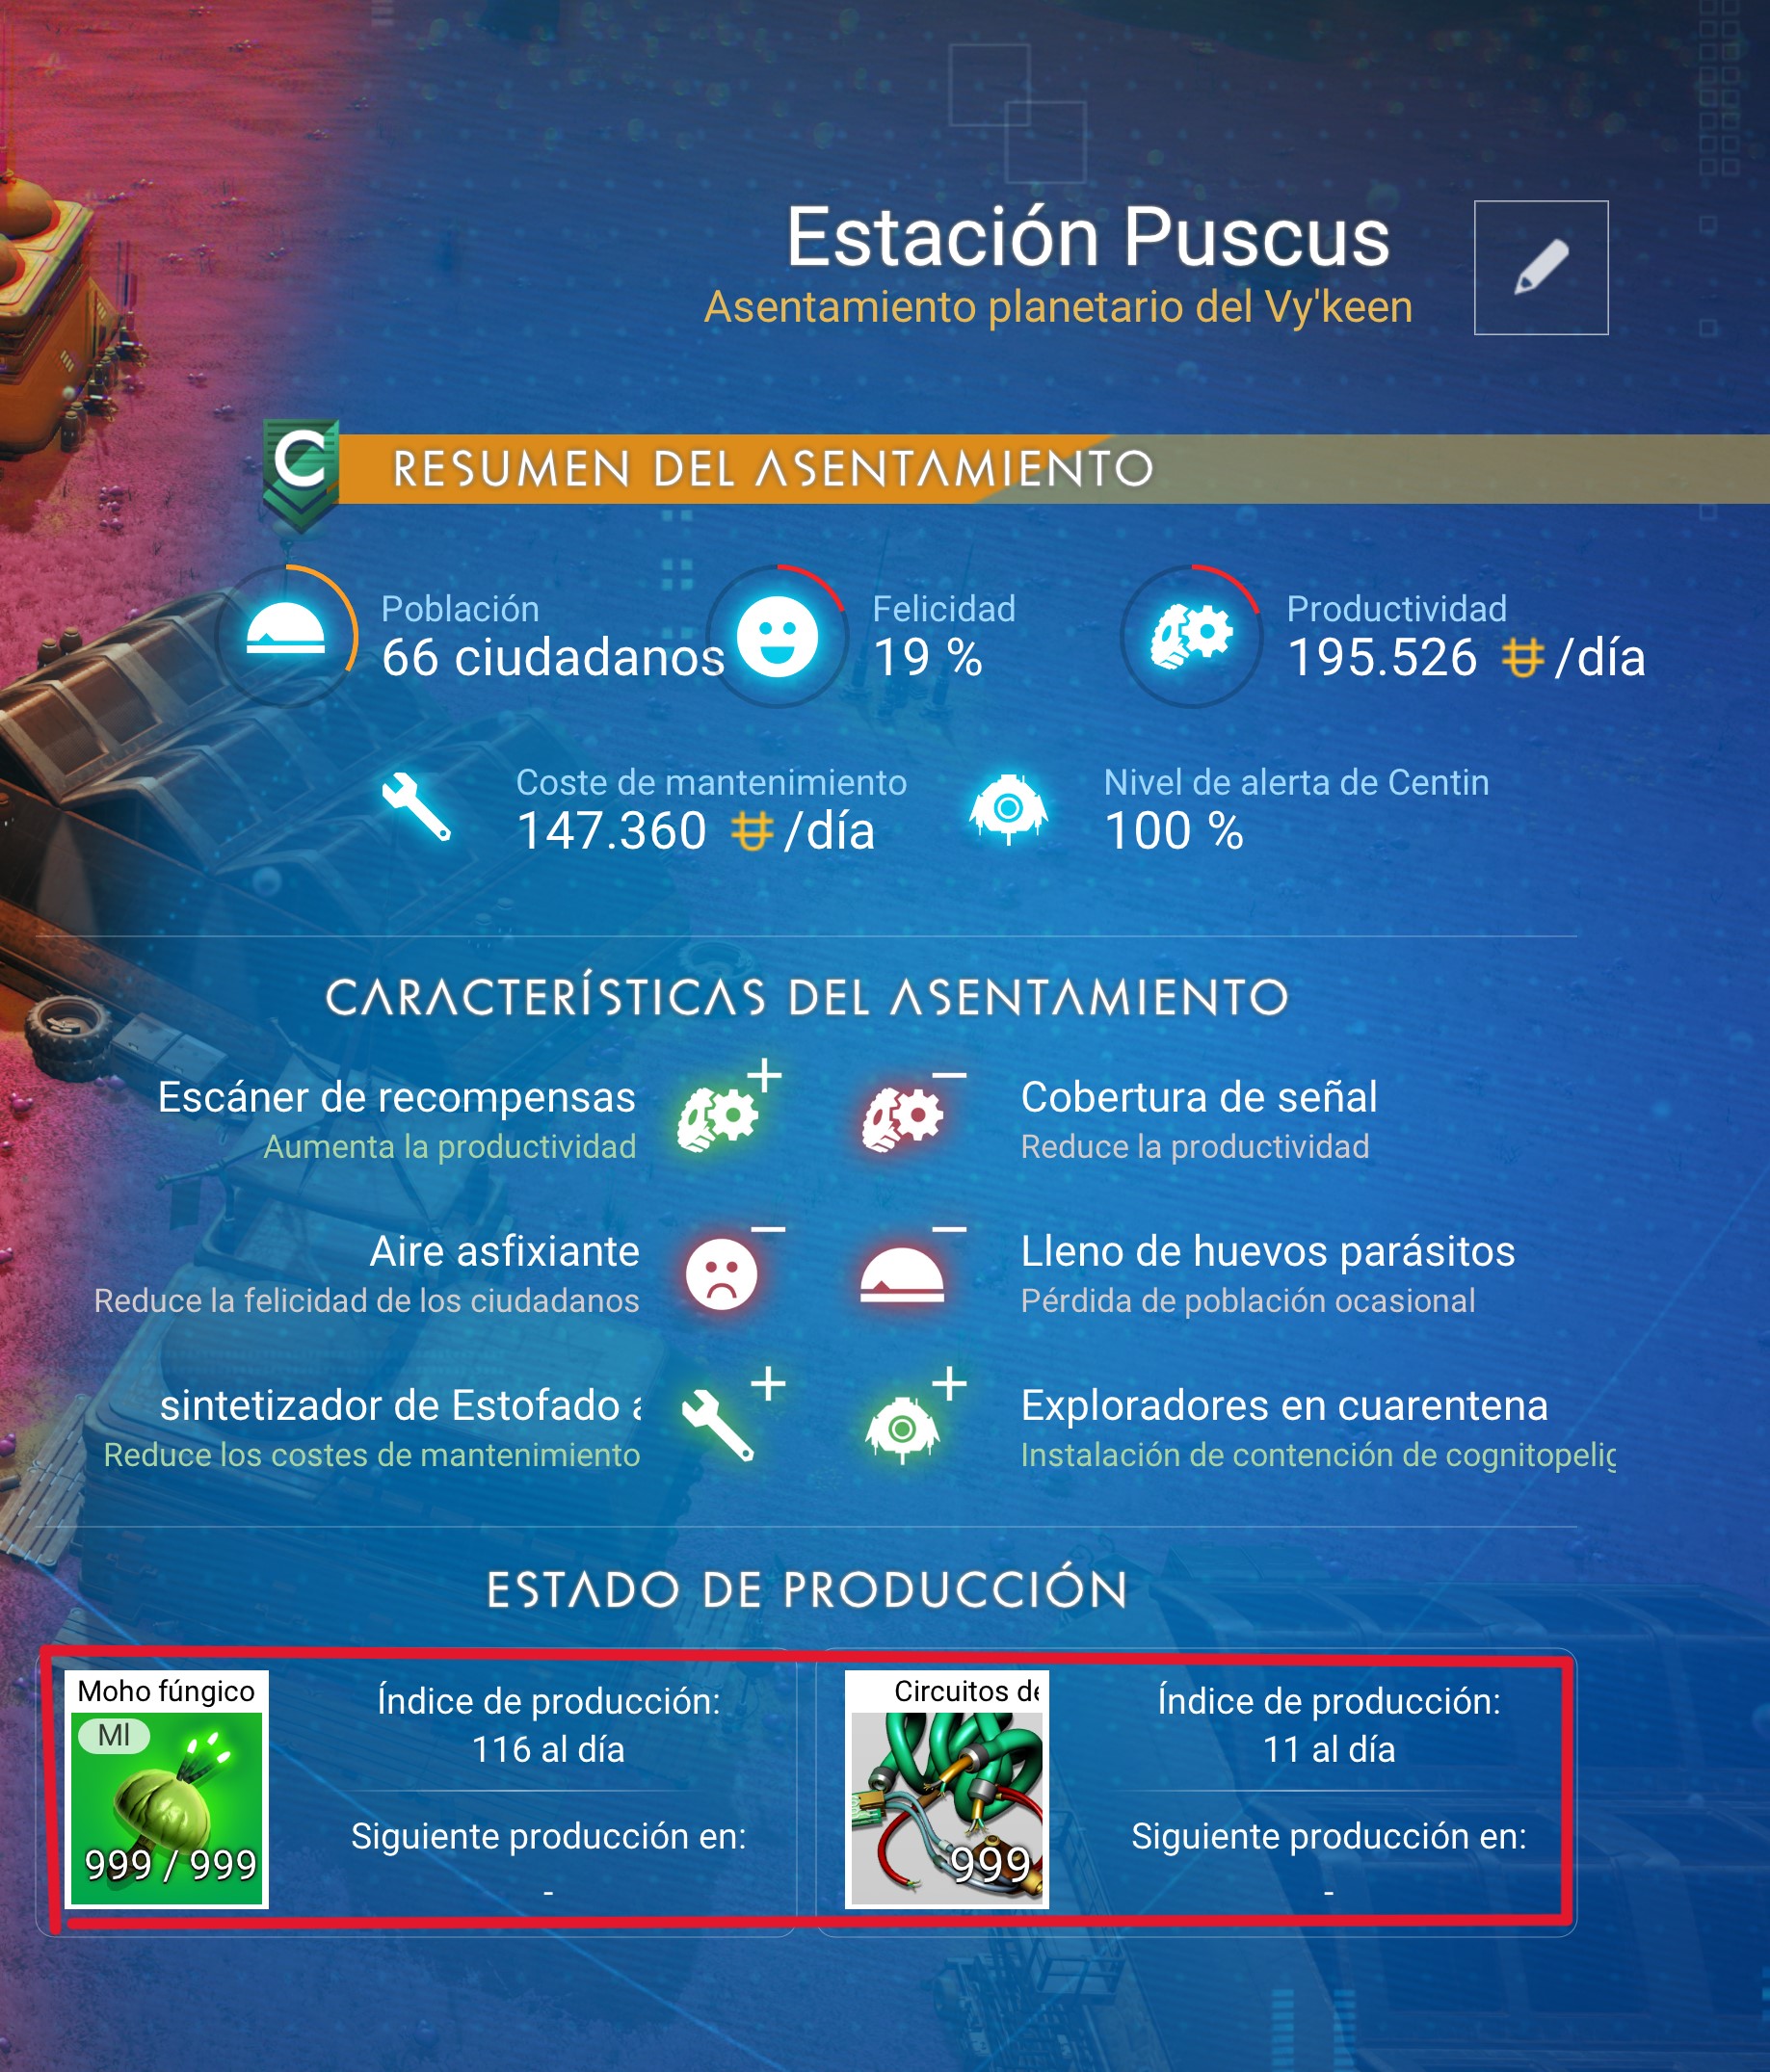 Estación Puscus
Asentamiento planetario del Vy'keen
C
RESUMEN DEL ASENTAMIENTO
Población
66 ciudadanos
Felicidad
19 %
Productividad
195.526 /día
Coste de mantenimiento
147.360 /día
Nivel de alerta de Centin
100 %
CARACTERÍSTICAS DEL ASENTAMIENTO
Escáner de recompensas
Aumenta la productividad
Cobertura de señal
Reduce la productividad
Aire asfixiante
Reduce la felicidad de los ciudadanos
Lleno de huevos parásitos
Pérdida de población ocasional
sintetizador de Estofado
Reduce los costes de mantenimiento
Exploradores en cuarentena
Instalación de contención de cognitopelig
ESTADO DE PRODUCCIÓN
Moho fúngico
Ml
999 / 999
Índice de producción:
116 al día
Siguiente producción en:
-
Circuitos de
999
Índice de producción:
11 al día
Siguiente producción en:
-